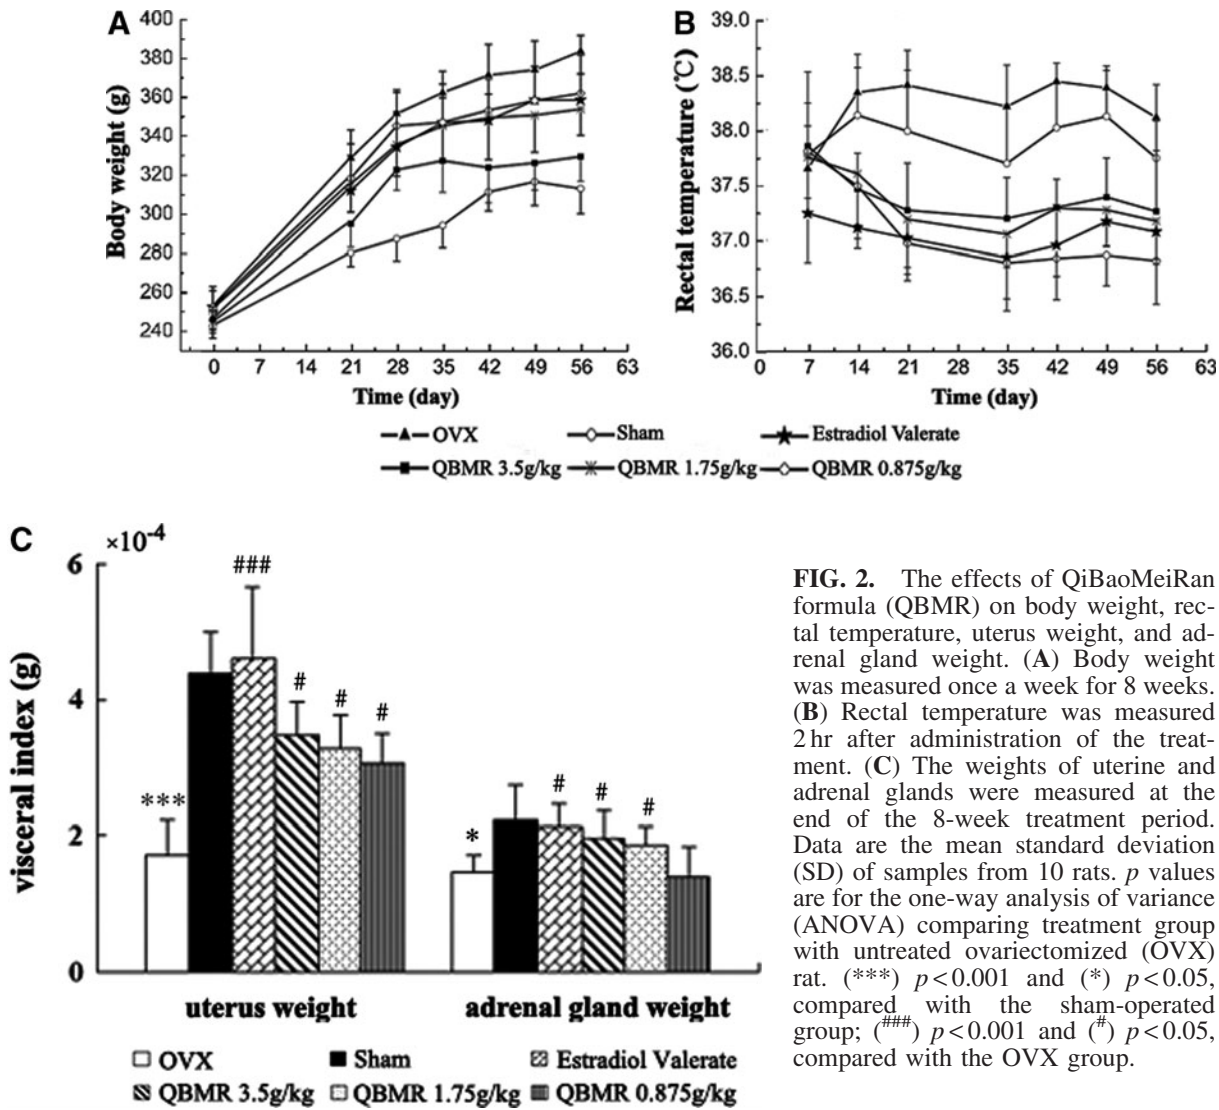 A
B
400
380
360
340
320
300
280
260
240
Body weight (g)
0 7 14 21 28 35 42 49 56 63
Time (day)
39.0
38.5
38.0
37.5
37.0
36.5
36.0
Rectal temperature (℃)
0 7 14 21 28 35 42 49 56 63
Time (day)
OVX Sham Estradiol Valerate
QBMR 3.5g/kg QBMR 1.75g/kg QBMR 0.875g/kg
C
×10⁻⁴
6
4
2
0
visceral index (g)
*** ### # # #
* # # #
uterus weight adrenal gland weight
OVX Sham Estradiol Valerate
QBMR 3.5g/kg QBMR 1.75g/kg QBMR 0.875g/kg
FIG. 2. The effects of QiBaoMeiRan
formula (QBMR) on body weight, rec-
tal temperature, uterus weight, and ad-
renal gland weight. (A) Body weight
was measured once a week for 8 weeks.
(B) Rectal temperature was measured
2 hr after administration of the treat-
ment. (C) The weights of uterine and
adrenal glands were measured at the
end of the 8-week treatment period.
Data are the mean standard deviation
(SD) of samples from 10 rats. p values
are for the one-way analysis of variance
(ANOVA) comparing treatment group
with untreated ovariectomized (OVX)
rat. (***) p < 0.001 and (*) p < 0.05,
compared with the sham-operated
group; (###) p < 0.001 and (#) p < 0.05,
compared with the OVX group.